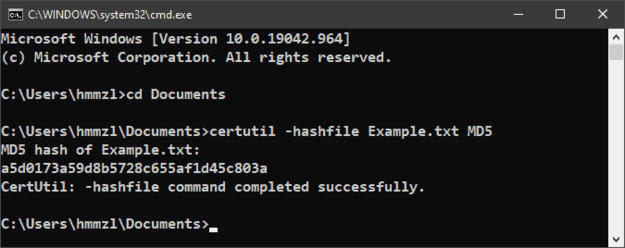 C:\WINDOWS\system32\cmd.exe
Microsoft Windows [Version 10.0.19042.964]
(c) Microsoft Corporation. All rights reserved.
C:\Users\hmmzl>cd Documents
C:\Users\hmmzl\Documents>certutil -hashfile Example.txt MD5
MD5 hash of Example.txt:
a5d0173a59d8b5728c655af1d45c803a
CertUtil: -hashfile command completed successfully.
C:\Users\hmmzl\Documents>